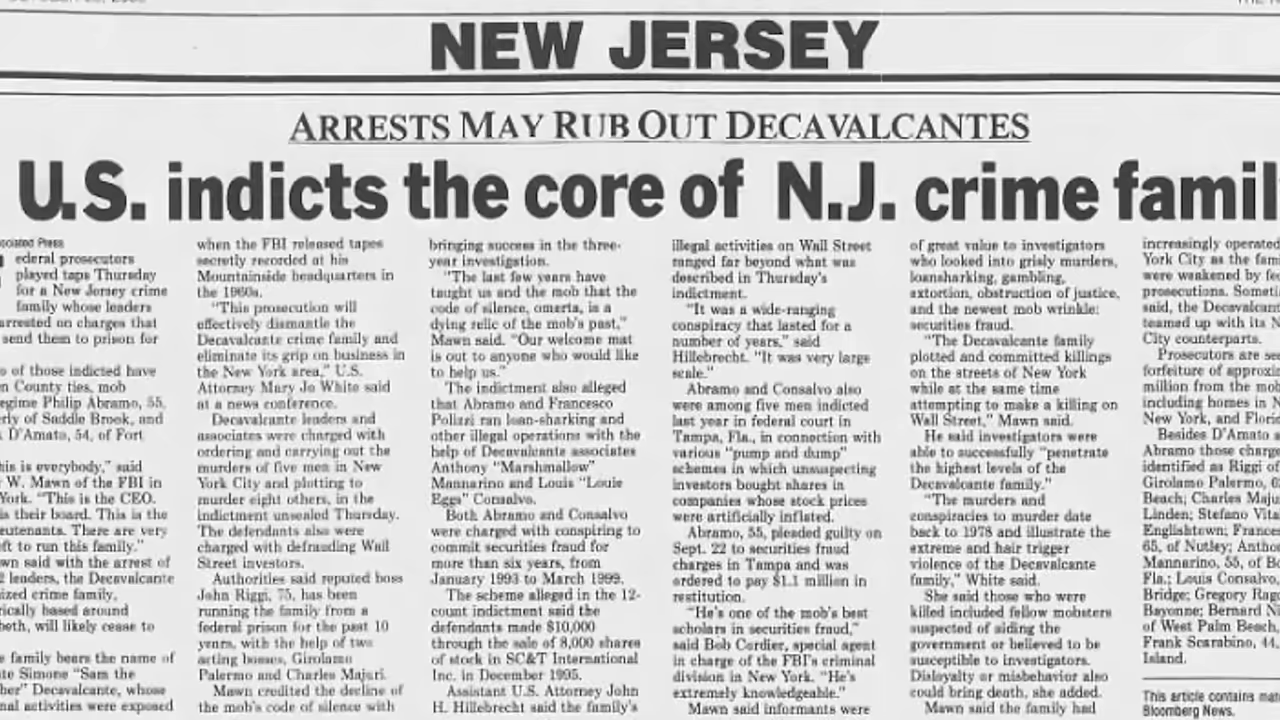 NEW JERSEY
ARRESTS MAY RUB OUT DECAVALCANTES
U.S. indicts the core of N.J. crime famil
ederal prosecutors
played taps Thursday
for a New Jersey crime
family whose leaders
arrested on charges that
send them to prison for
of those indicted have
County ties, mob
Philip Abramo, 55,
of Saddle Brook, and
D'Amato, 54, of Fort
is everybody," said
W. Mawn of the FBI in
York. "This is the CEO.
is their board. This is the
There are very
to run this family."
said with the arrest of
leaders, the Decavalcante
crime family,
based around
will likely cease to
family bears the name of
Simone "Sam the
Decavalcante, whose
activities were exposed
when the FBI released tapes
secretly recorded at his
Mountainside headquarters in
the 1960s.
"This prosecution will
effectively dismantle the
Decavalcante crime family and
eliminate its grip on business in
the New York area," U.S.
Attorney Mary Jo White said
at a news conference.
Decavalcante leaders and
associates were charged with
ordering and carrying out the
murders of five men in New
York City and plotting to
murder eight others, in the
indictment unsealed Thursday.
The defendants also were
charged with defrauding Wall
Street investors.
Authorities said reputed boss
John Riggi, 75, has been
running the family from a
federal prison for the past 10
years, with the help of two
acting bosses, Girolamo
Palermo and Charles Majuri.
Mawn credited the decline of
the mob's code of silence with
bringing success in the three-
year investigation.
"The last few years have
taught us and the mob that the
code of silence, omerta, is a
dying relic of the mob's past,"
Mawn said. "Our welcome mat
is out to anyone who would like
to help us."
The indictment also alleged
that Abramo and Francesco
Polizzi ran loan-sharking and
other illegal operations with the
help of Decavalcante associates
Anthony "Marshmallow"
Mannarino and Louis "Louie
Eggs" Consalvo.
Both Abramo and Consalvo
were charged with conspiring to
commit securities fraud for
more than six years, from
January 1993 to March 1999.
The scheme alleged in the 12-
count indictment said the
defendants made $10,000
through the sale of 8,000 shares
of stock in SC&T International
Inc. in December 1995.
Assistant U.S. Attorney John
H. Hillebrecht said the family's
illegal activities on Wall Street
ranged far beyond what was
described in Thursday's
indictment.
"It was a wide-ranging
conspiracy that lasted for a
number of years," said
Hillebrecht. "It was very large
scale."
Abramo and Consalvo also
were among five men indicted
last year in federal court in
Tampa, Fla., in connection with
various "pump and dump"
schemes in which unsuspecting
investors bought shares in
companies whose stock prices
were artificially inflated.
Abramo, 55, pleaded guilty on
Sept. 22 to securities fraud
charges in Tampa and was
ordered to pay $1.1 million in
restitution.
"He's one of the mob's best
scholars in securities fraud,"
said Bob Cordier, special agent
in charge of the FBI's criminal
division in New York. "He's
extremely knowledgeable."
Mawn said informants were
of great value to investigators
who looked into grisly murders,
loansharking, gambling,
extortion, obstruction of justice,
and the newest mob wrinkle:
securities fraud.
"The Decavalcante family
plotted and committed killings
on the streets of New York
while at the same time
attempting to make a killing on
Wall Street," Mawn said.
He said investigators were
able to successfully "penetrate
the highest levels of the
Decavalcante family."
"The murders and
conspiracies to murder date
back to 1978 and illustrate the
extreme and hair trigger
violence of the Decavalcante
family," White said.
She said those who were
killed included fellow mobsters
suspected of aiding the
government or believed to be
susceptible to investigators.
Disloyalty or misbehavior also
could bring death, she added.
Mawn said the family had
increasingly operated
York City as the fami
were weakened by fe
prosecutions. Someti
said, the Decavalcant
teamed up with its N
City counterparts.
Prosecutors are se
forfeiture of approxi
million from the mob
including homes in N
New York, and Flori
Besides D'Amato a
Abramo those charge
identified as Riggi of
Girolamo Palermo, 6
Beach; Charles Maju
Linden; Stefano Vita
Englishtown; Frances
65, of Nutley; Antho
Mannarino, 55, of Bo
Fla.; Louis Consalvo,
Bridge; Gregory Rag
Bayonne; Bernard N
of West Palm Beach,
Frank Scarabino, 44,
Island.
This article contains mat
Bloomberg News.